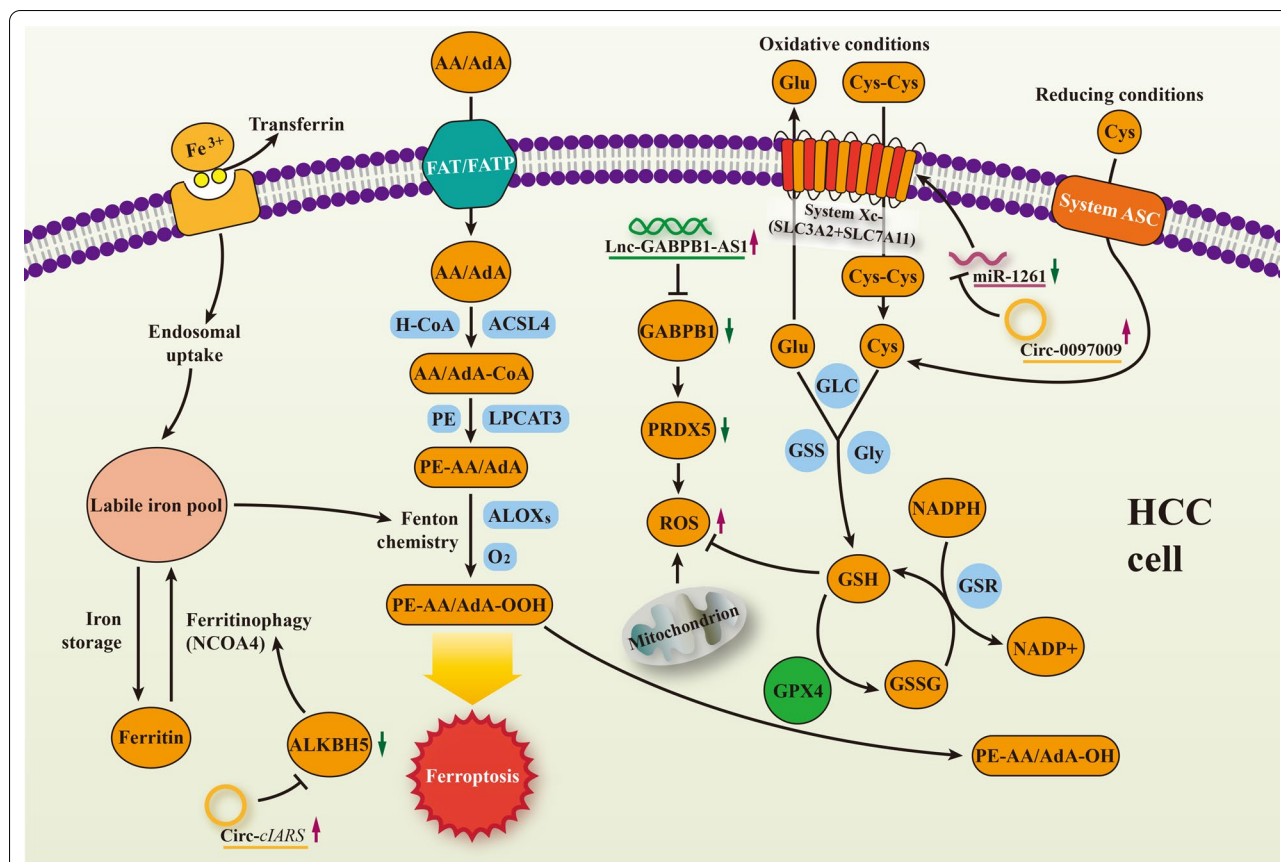 Oxidative conditions
AA/AdA
Glu
Cys-Cys
Reducing conditions
Transferrin
Fe3+
Cys
FAT/FATP
System Xc-
(SLC3A2+SLC7A11)
System ASC
Lnc-GABPB1-AS1
AA/AdA
Cys-Cys
miR-1261
H-CoA
ACSL4
GABPB1
Glu
Cys
Circ-0097009
Endosomal
uptake
AA/AdA-CoA
GLC
PE
LPCAT3
PRDX5
GSS
Gly
PE-AA/AdA
Labile iron pool
Fenton
chemistry
ALOXs
O2
ROS
NADPH
HCC
cell
GSH
GSR
PE-AA/AdA-OOH
Iron
storage
Ferritinophagy
(NCOA4)
Mitochondrion
NADP+
GPX4
GSSG
Ferritin
ALKBH5
Ferroptosis
PE-AA/AdA-OH
Circ-cIARS